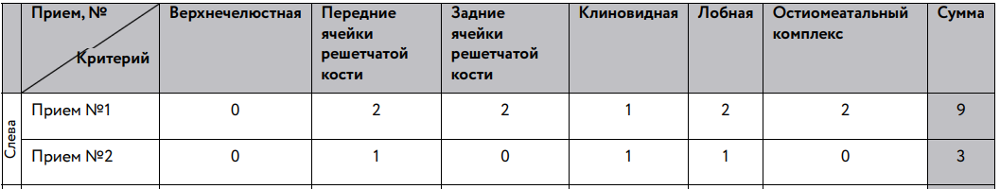 Прием, № Критерий Верхнечелюстная Передние ячейки решетчатой кости Задние ячейки решетчатой кости Клиновидная Лобная Остиомеатальный комплекс Сумма
Слева
Прием №1 0 2 2 1 2 2 9
Прием №2 0 1 0 1 1 0 3